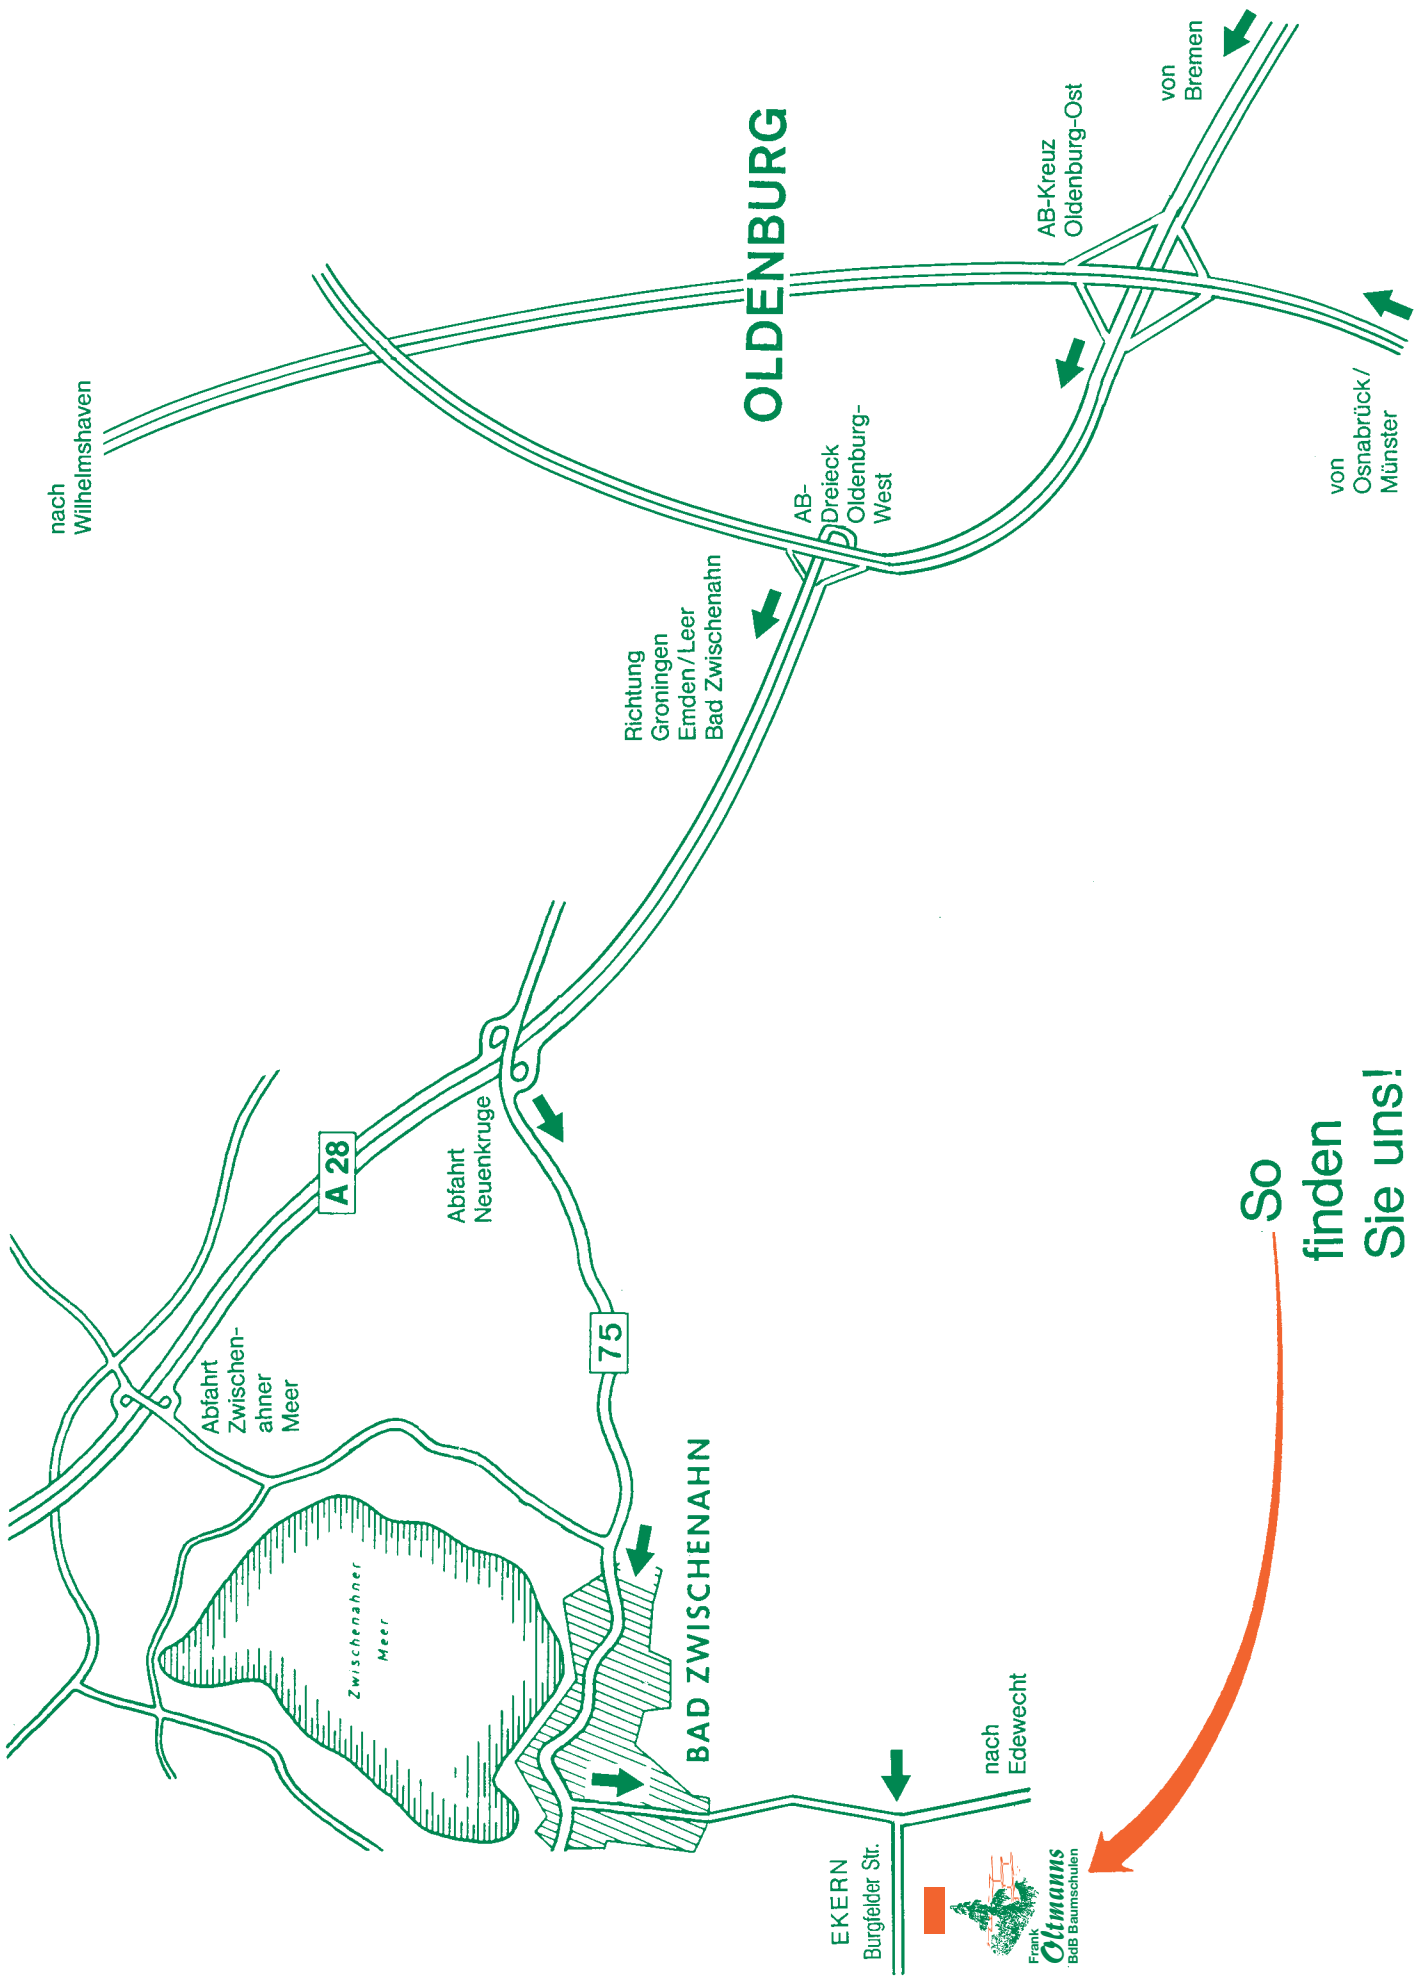 nach
Wilhelmshaven
OLDENBURG
AB-Kreuz
Oldenburg-Ost
von
Bremen
AB-
Dreieck
Oldenburg-
West
von
Osnabrück/
Münster
Richtung
Groningen
Emden/Leer
Bad Zwischenahn
A 28
Abfahrt
Neuenkruge
Abfahrt
Zwischen-
ahner
Meer
75
Zwischenahner
Meer
BAD ZWISCHENAHN
nach
Edewecht
EKERN
Burgfelder Str.
Frank
Oltmanns
BdB Baumschulen
So
finden
Sie uns!